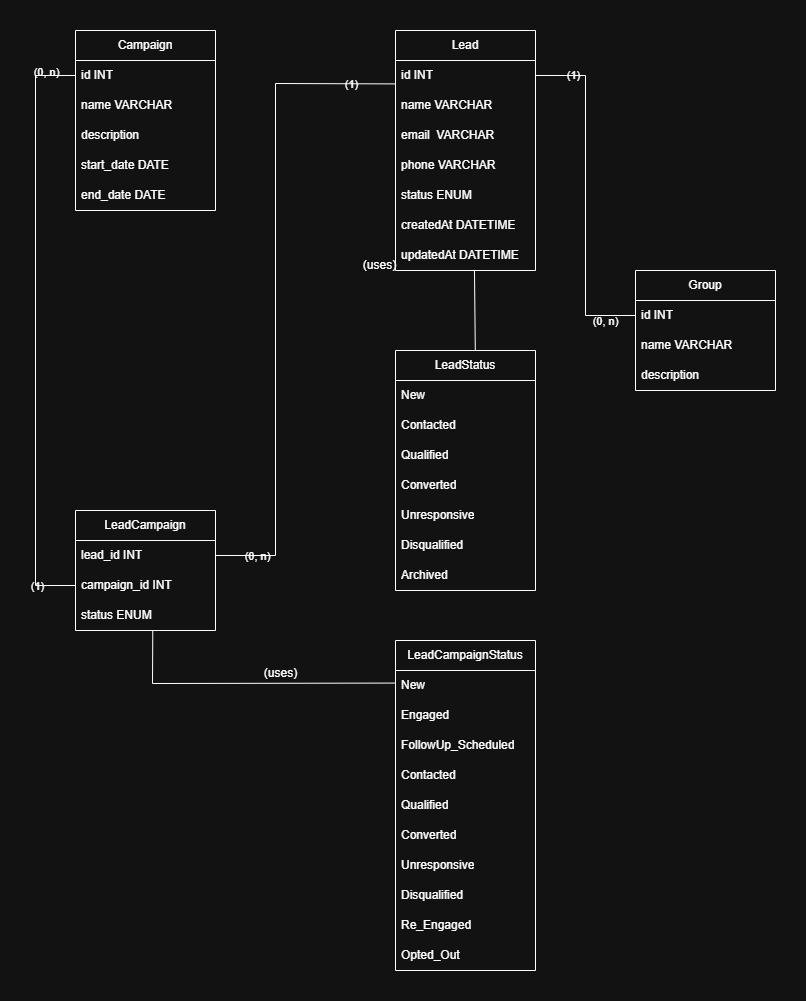 Campaign
(0, n)
id INT
name VARCHAR
description
start_date DATE
end_date DATE
Lead
(1)
id INT
(1)
name VARCHAR
email  VARCHAR
phone VARCHAR
status ENUM
createdAt DATETIME
updatedAt DATETIME
(uses)
Group
id INT
(0, n)
name VARCHAR
description
LeadStatus
New
Contacted
Qualified
Converted
Unresponsive
Disqualified
Archived
LeadCampaign
lead_id INT
(0, n)
(1)
campaign_id INT
status ENUM
(uses)
LeadCampaignStatus
New
Engaged
FollowUp_Scheduled
Contacted
Qualified
Converted
Unresponsive
Disqualified
Re_Engaged
Opted_Out